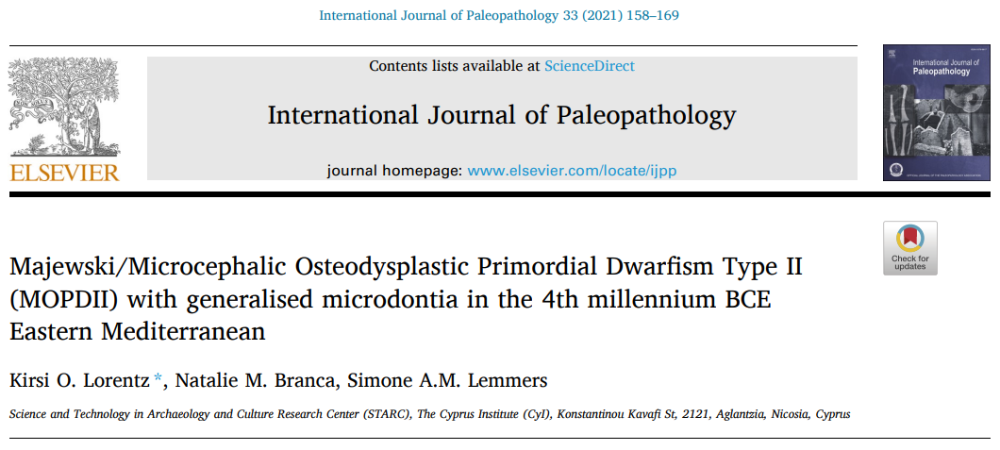 International Journal of Paleopathology 33 (2021) 158–169
Contents lists available at ScienceDirect
International Journal of Paleopathology
journal homepage: www.elsevier.com/locate/ijpp
ELSEVIER
International Journal of
Paleopathology
Check for
updates
Majewski/Microcephalic Osteodysplastic Primordial Dwarfism Type II
(MOPDII) with generalised microdontia in the 4th millennium BCE
Eastern Mediterranean
Kirsi O. Lorentz *, Natalie M. Branca, Simone A.M. Lemmers
Science and Technology in Archaeology and Culture Research Center (STARC), The Cyprus Institute (CyI), Konstantinou Kavafi St, 2121, Aglantzia, Nicosia, Cyprus